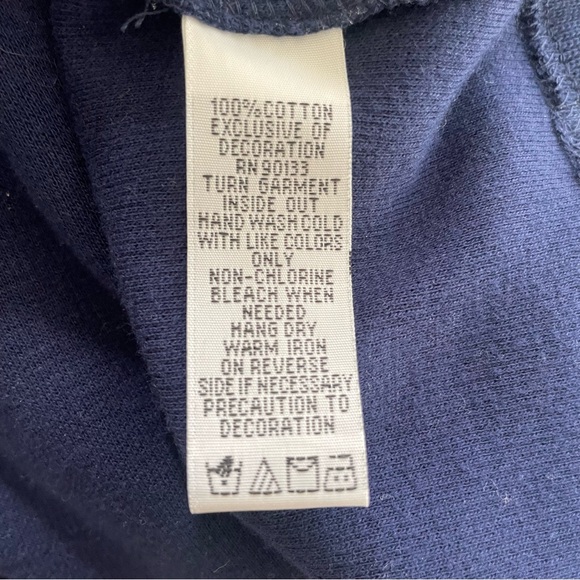 100%COTTON
EXCLUSIVE OF
DECORATION
RN 90133
TURN GARMENT
INSIDE OUT
HAND WASH COLD
WITH LIKE COLORS
ONLY
NON-CHLORINE
BLEACH WHEN
NEEDED
HANG DRY
WARM IRON
ON REVERSE
SIDE IF NECESSARY
PRECAUTION TO
DECORATION